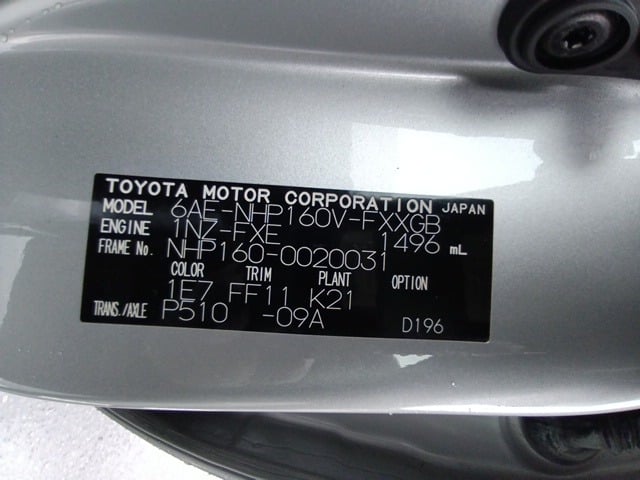 TOYOTA MOTOR CORPORATION JAPAN
MODEL 6AE-NHP160V-FXXGB
ENGINE 1NZ-FXE 1496 mL
FRAME No. NHP160-0020031
COLOR TRIM PLANT OPTION
1E7 FF11 K21
TRANS./AXLE P510 -09A D196